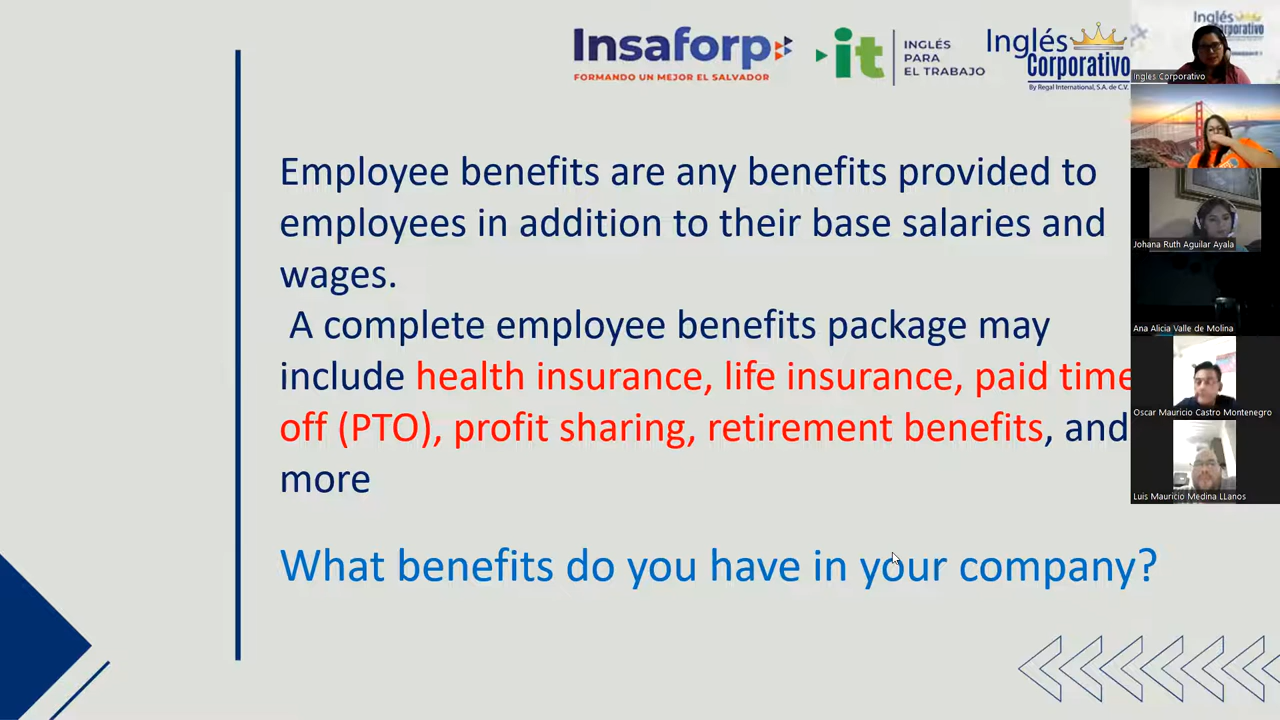 Insaforp
FORMANDO UN MEJOR EL SALVADOR
it
INGLÉS
PARA
EL TRABAJO
Inglés
Corporativo
By Regal International, S.A. de C.V.
Employee benefits are any benefits provided to
employees in addition to their base salaries and
wages.
A complete employee benefits package may
include health insurance, life insurance, paid time
off (PTO), profit sharing, retirement benefits, and
more
What benefits do you have in your company?
Inglés
Corporativo
Ingles Corporativo
Johana Ruth Aguilar Ayala
Ana Alicia Valle de Molina
Oscar Mauricio Castro Montenegro
Luis Mauricio Medina LLanos